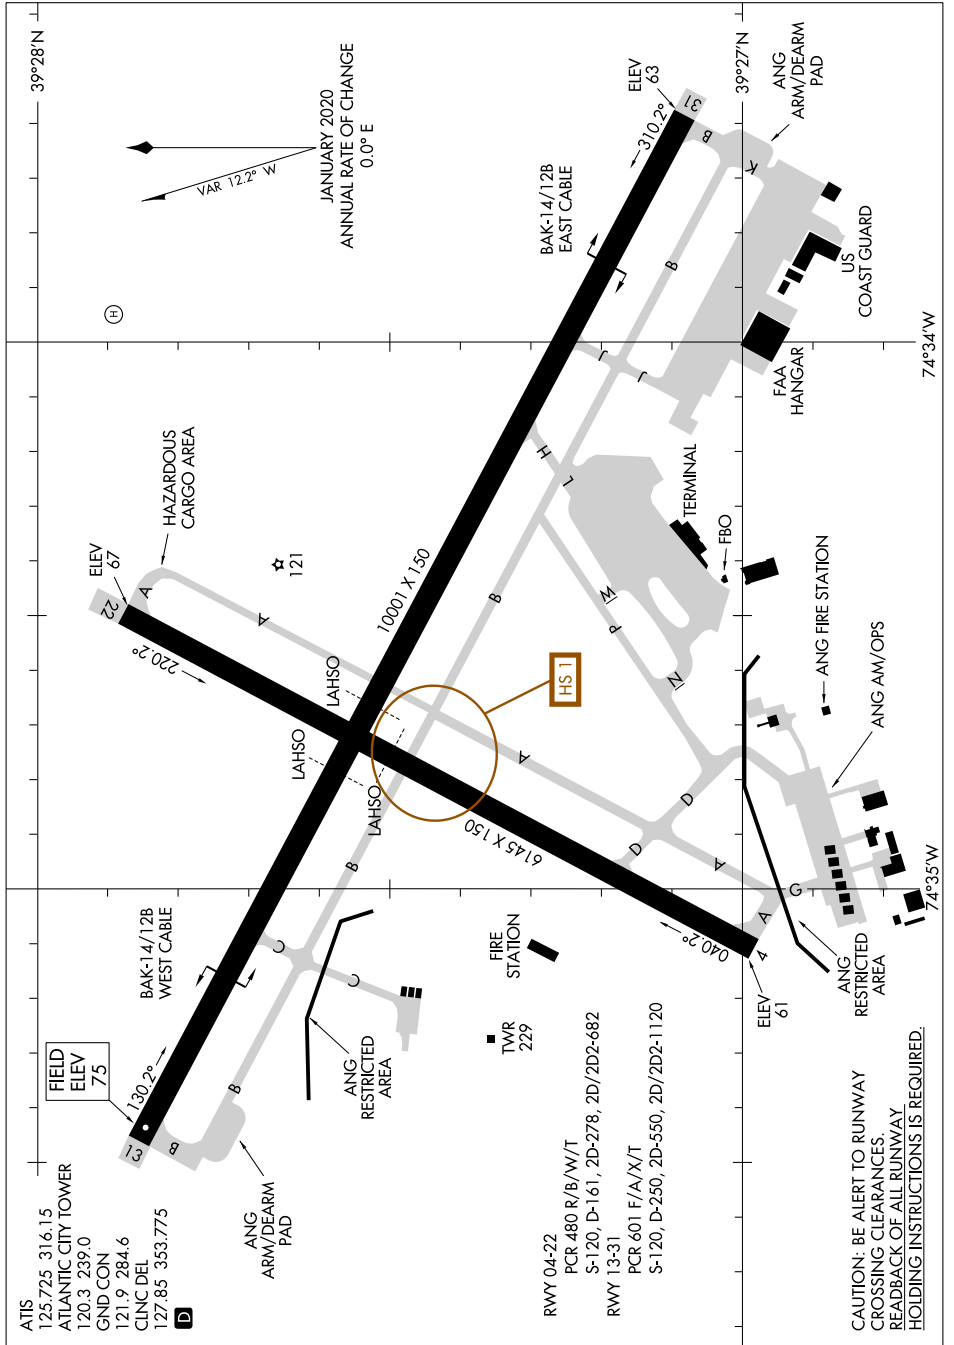 ATIS
125.725 316.15
ATLANTIC CITY TOWER
120.3 239.0
GND CON
121.9 284.6
CLNC DEL
127.85 353.775
D
FIELD
ELEV
75
39°28'N
VAR 12.2° W
JANUARY 2020
ANNUAL RATE OF CHANGE
0.0° E
H
HAZARDOUS
CARGO AREA
ELEV
67
22
220.2°
A
A
121
13
130.2°
B
B
ANG
ARM/DEARM
PAD
BAK-14/12B
WEST CABLE
C
C
ANG
RESTRICTED
AREA
B
LAHSO
LAHSO
LAHSO
10001 X 150
6145 X 150
HS 1
B
A
BAK-14/12B
EAST CABLE
ELEV
63
31
310.2°
B
K
B
J
J
H
L
39°27'N
ANG
ARM/DEARM
PAD
US
COAST GUARD
FAA
HANGAR
74°34'W
TERMINAL
FBO
M
P
N
D
D
A
A
G
4
040.2°
ELEV
61
FIRE
STATION
TWR
229
ANG FIRE STATION
ANG AM/OPS
ANG
RESTRICTED
AREA
74°35'W
RWY 04-22
PCR 480 R/B/W/T
S-120, D-161, 2D-278, 2D/2D2-682
RWY 13-31
PCR 601 F/A/X/T
S-120, D-250, 2D-550, 2D/2D2-1120
CAUTION: BE ALERT TO RUNWAY
CROSSING CLEARANCES.
READBACK OF ALL RUNWAY
HOLDING INSTRUCTIONS IS REQUIRED.